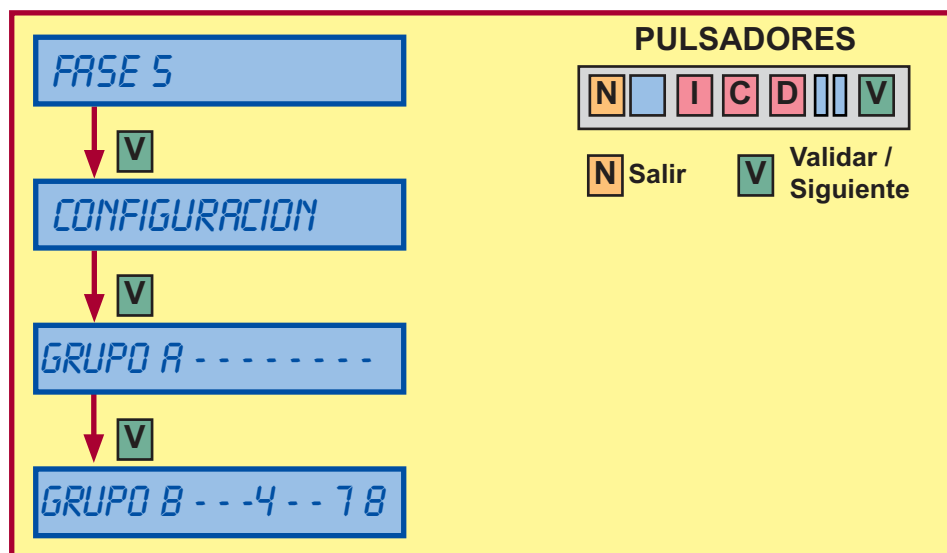 FASE 5
V
CONFIGURACION
V
GRUPO A - - - - - - - -
V
GRUPO B - - - 4 - - 7 8
PULSADORES
N I C D V
N Salir
V Validar /
Siguiente